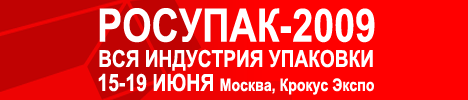 РОСУПАК-2009
ВСЯ ИНДУСТРИЯ УПАКОВКИ
15-19 ИЮНЯ Москва, Крокус Экспо